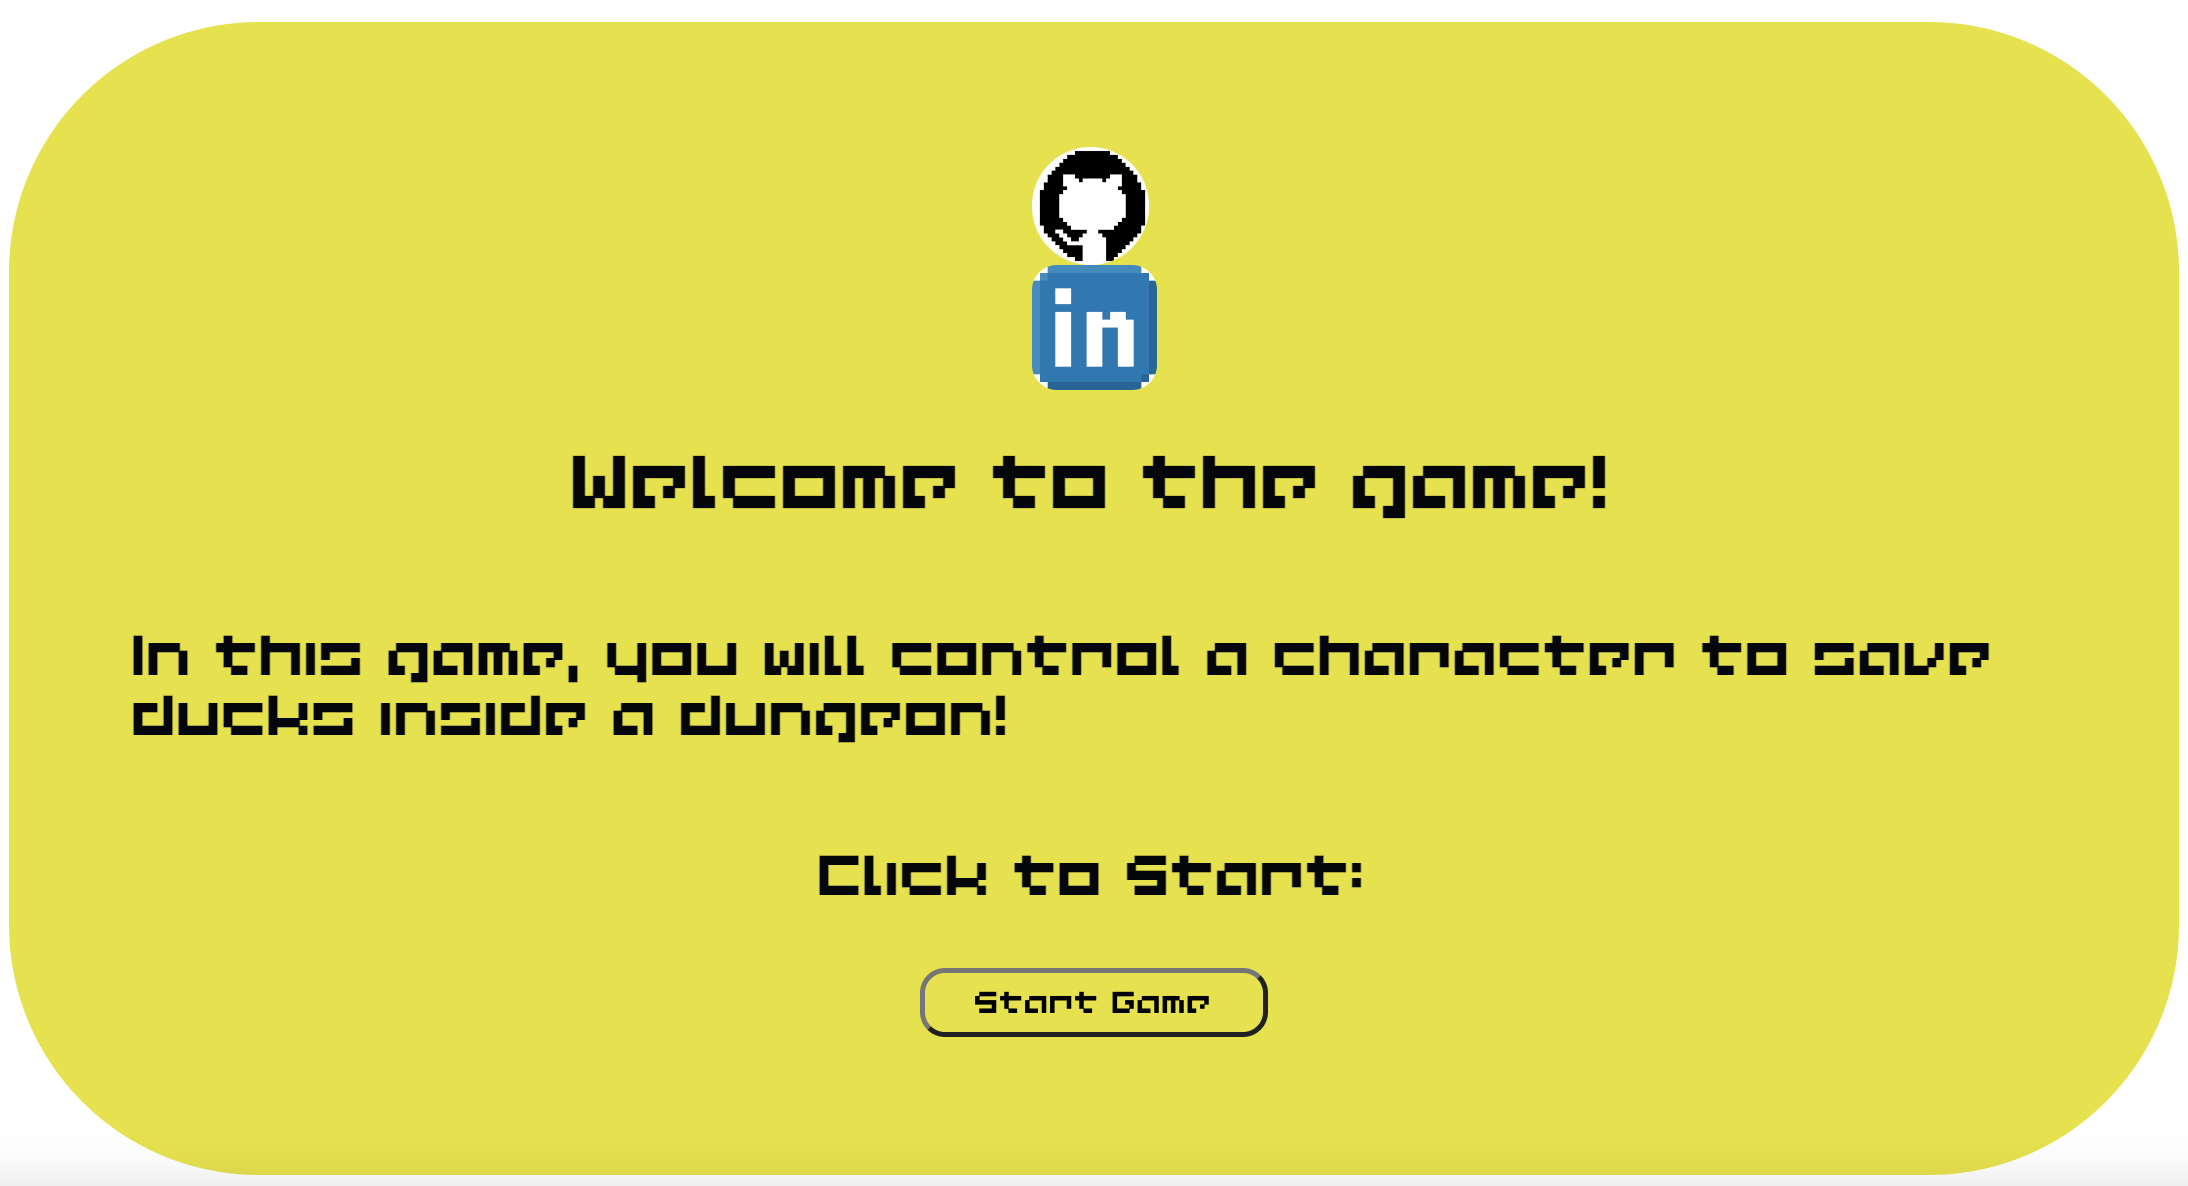 in
Welcome to the game!
In this game, you will control a character to save
ducks inside a dungeon!
Click to Start:
Start Game